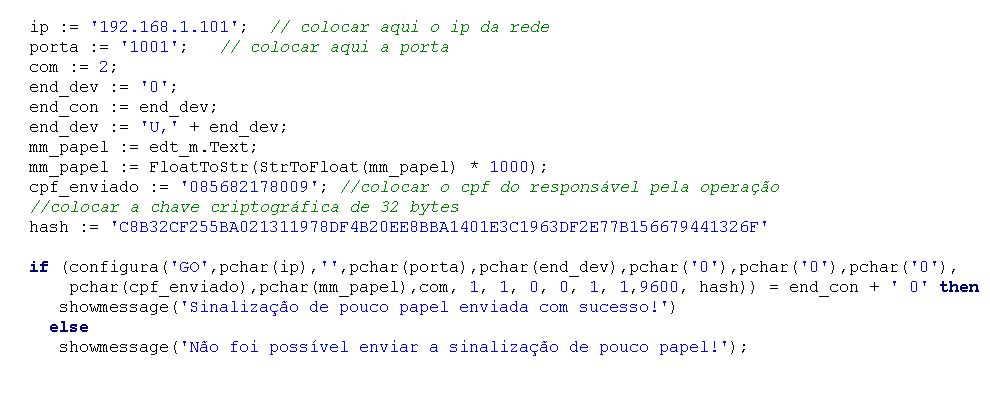 ip := '192.168.1.101';  // colocar aqui o ip da rede
porta := '1001';   // colocar aqui a porta
com := 2;
end_dev := '0';
end_con := end_dev;
end_dev := 'U,' + end_dev;
mm_papel := edt_m.Text;
mm_papel := FloatToStr(StrToFloat(mm_papel) * 1000);
cpf_enviado := '085682178009'; //colocar o cpf do responsável pela operação
//colocar a chave criptográfica de 32 bytes
hash := 'C8B32CF255BA021311978DF4B20EE8BBA1401E3C1963DF2E77B156679441326F'
if (configura('GO',pchar(ip),'',pchar(porta),pchar(end_dev),pchar('0'),pchar('0'),pchar('0'),
pchar(cpf_enviado),pchar(mm_papel),com, 1, 1, 0, 0, 1, 1,9600, hash)) = end_con + ' 0' then
showmessage('Sinalização de pouco papel enviada com sucesso!')
else
showmessage('Não foi possível enviar a sinalização de pouco papel!');